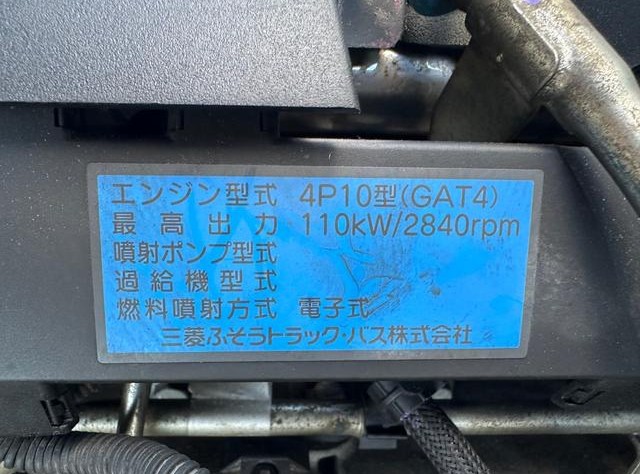 エンジン型式 4P10型(GAT4)
最高出力 110kW/2840rpm
噴射ポンプ型式
過給機型式
燃料噴射方式 電子式
三菱ふそうトラック・バス株式会社